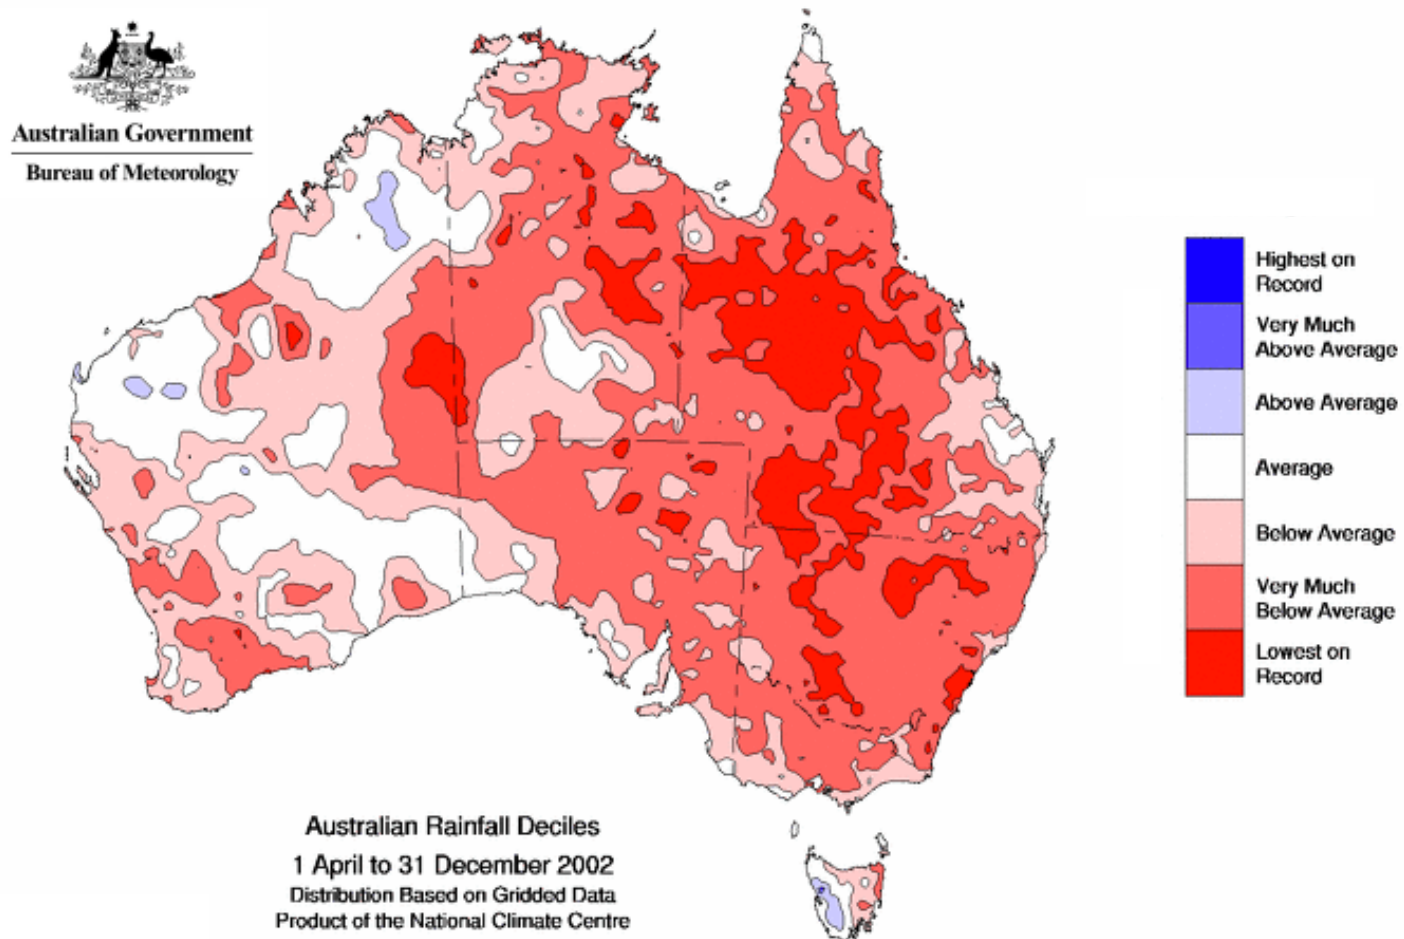 Australian Government
Bureau of Meteorology
Highest on
Record
Very Much
Above Average
Above Average
Average
Below Average
Very Much
Below Average
Lowest on
Record
Australian Rainfall Deciles
1 April to 31 December 2002
Distribution Based on Gridded Data
Product of the National Climate Centre